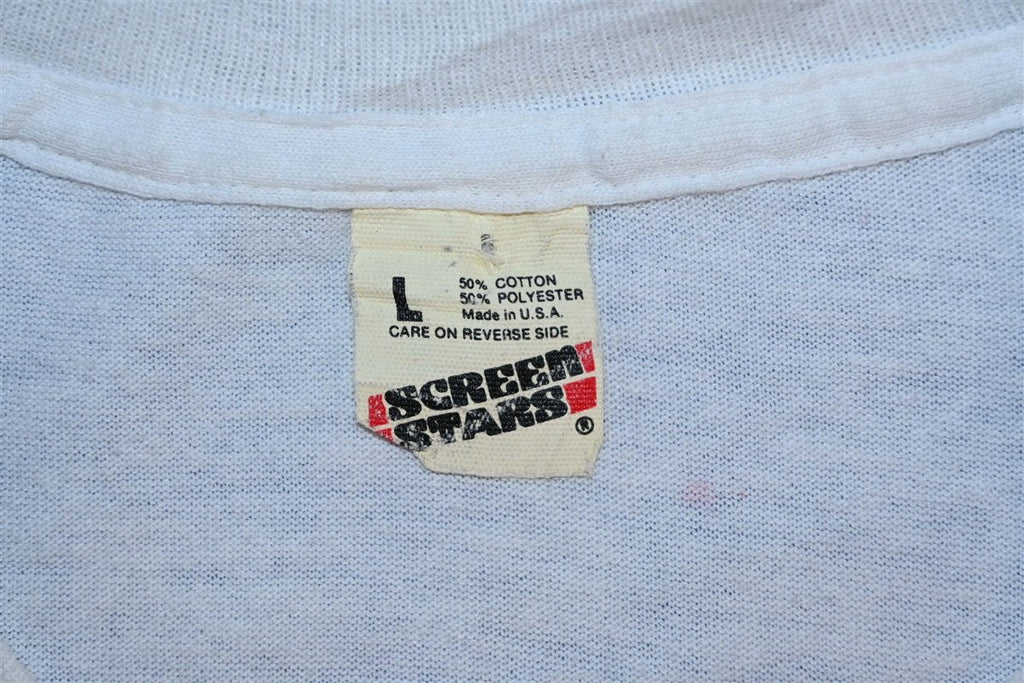 L
50% COTTON
50% POLYESTER
Made in U.S.A.
CARE ON REVERSE SIDE
SCREEN
STARS
®